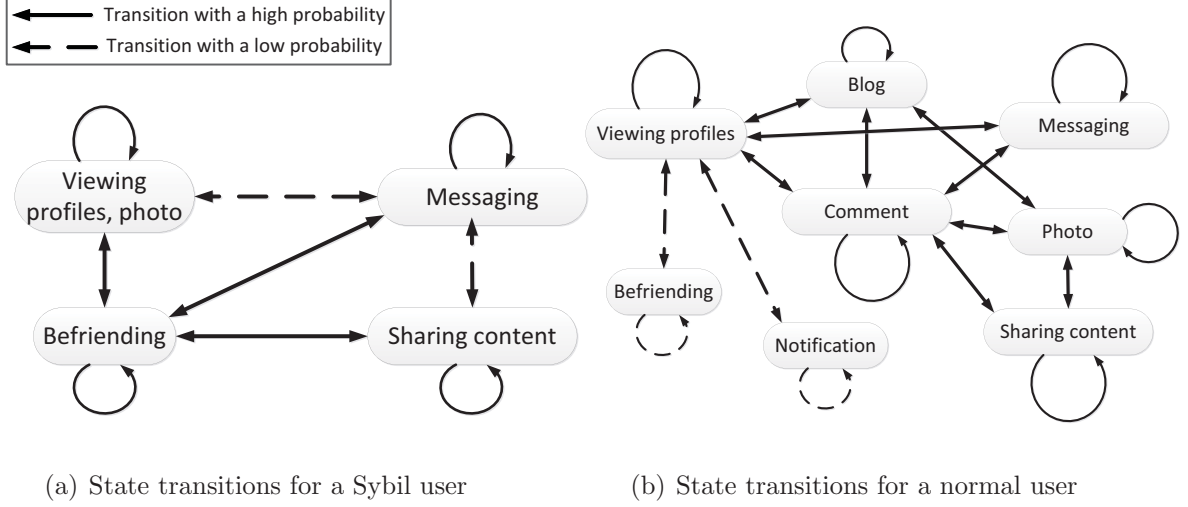 Transition with a high probability
Transition with a low probability
Viewing
profiles, photo
Messaging
Befriending
Sharing content
Blog
Viewing profiles
Messaging
Comment
Photo
Befriending
Notification
Sharing content
(a) State transitions for a Sybil user
(b) State transitions for a normal user